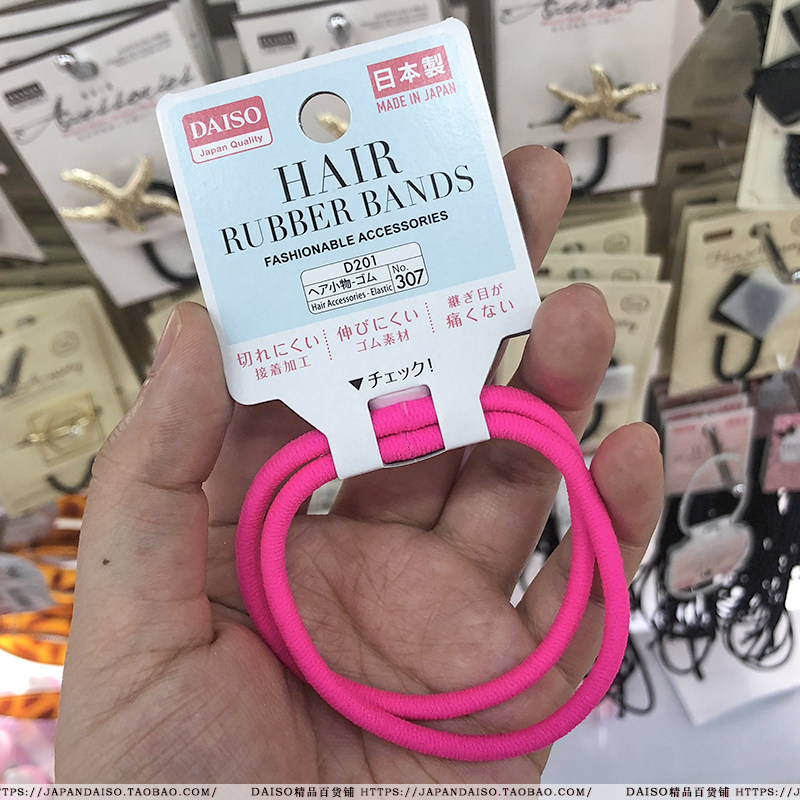 DAISO
Japan Quality
日本製
MADE IN JAPAN
HAIR
RUBBER BANDS
FASHIONABLE ACCESSORIES
D201
ヘア小物-ゴム
Hair Accessories - Elastic
No.
307
切れにくい
接着加工
伸びにくい
ゴム素材
継ぎ目が
痛くない
▼チェック!
Accessories
TTPS://JAPANDAISO.TAOBAO.COM/ DAISO精品百货铺 HTTPS://JAPANDAISO.TAOBAO.COM/ DAISO精品百货铺 HTTPS://